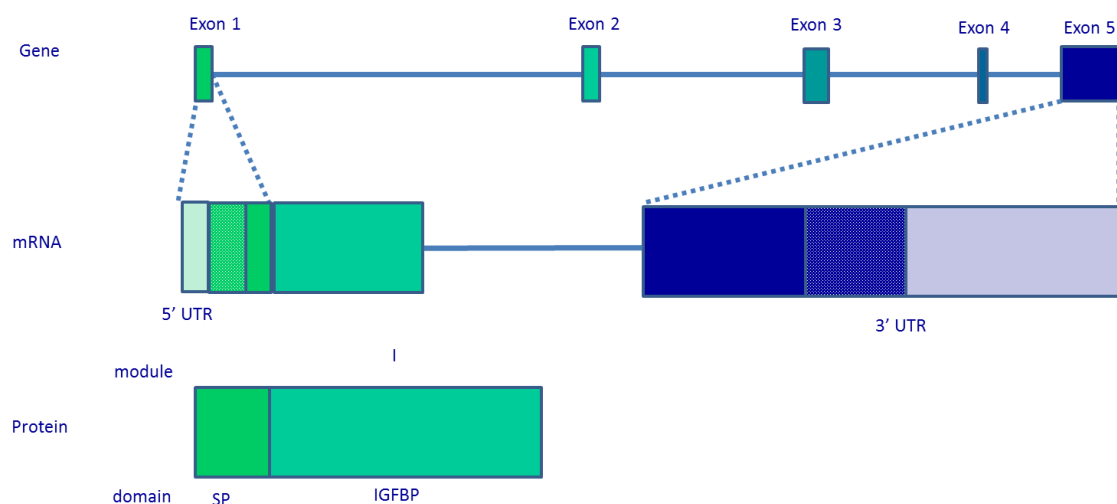 Exon 1
Exon 2
Exon 3
Exon 4
Exon 5
Gene
mRNA
5’ UTR
3’ UTR
I
module
Protein
domain
SP
IGFBP